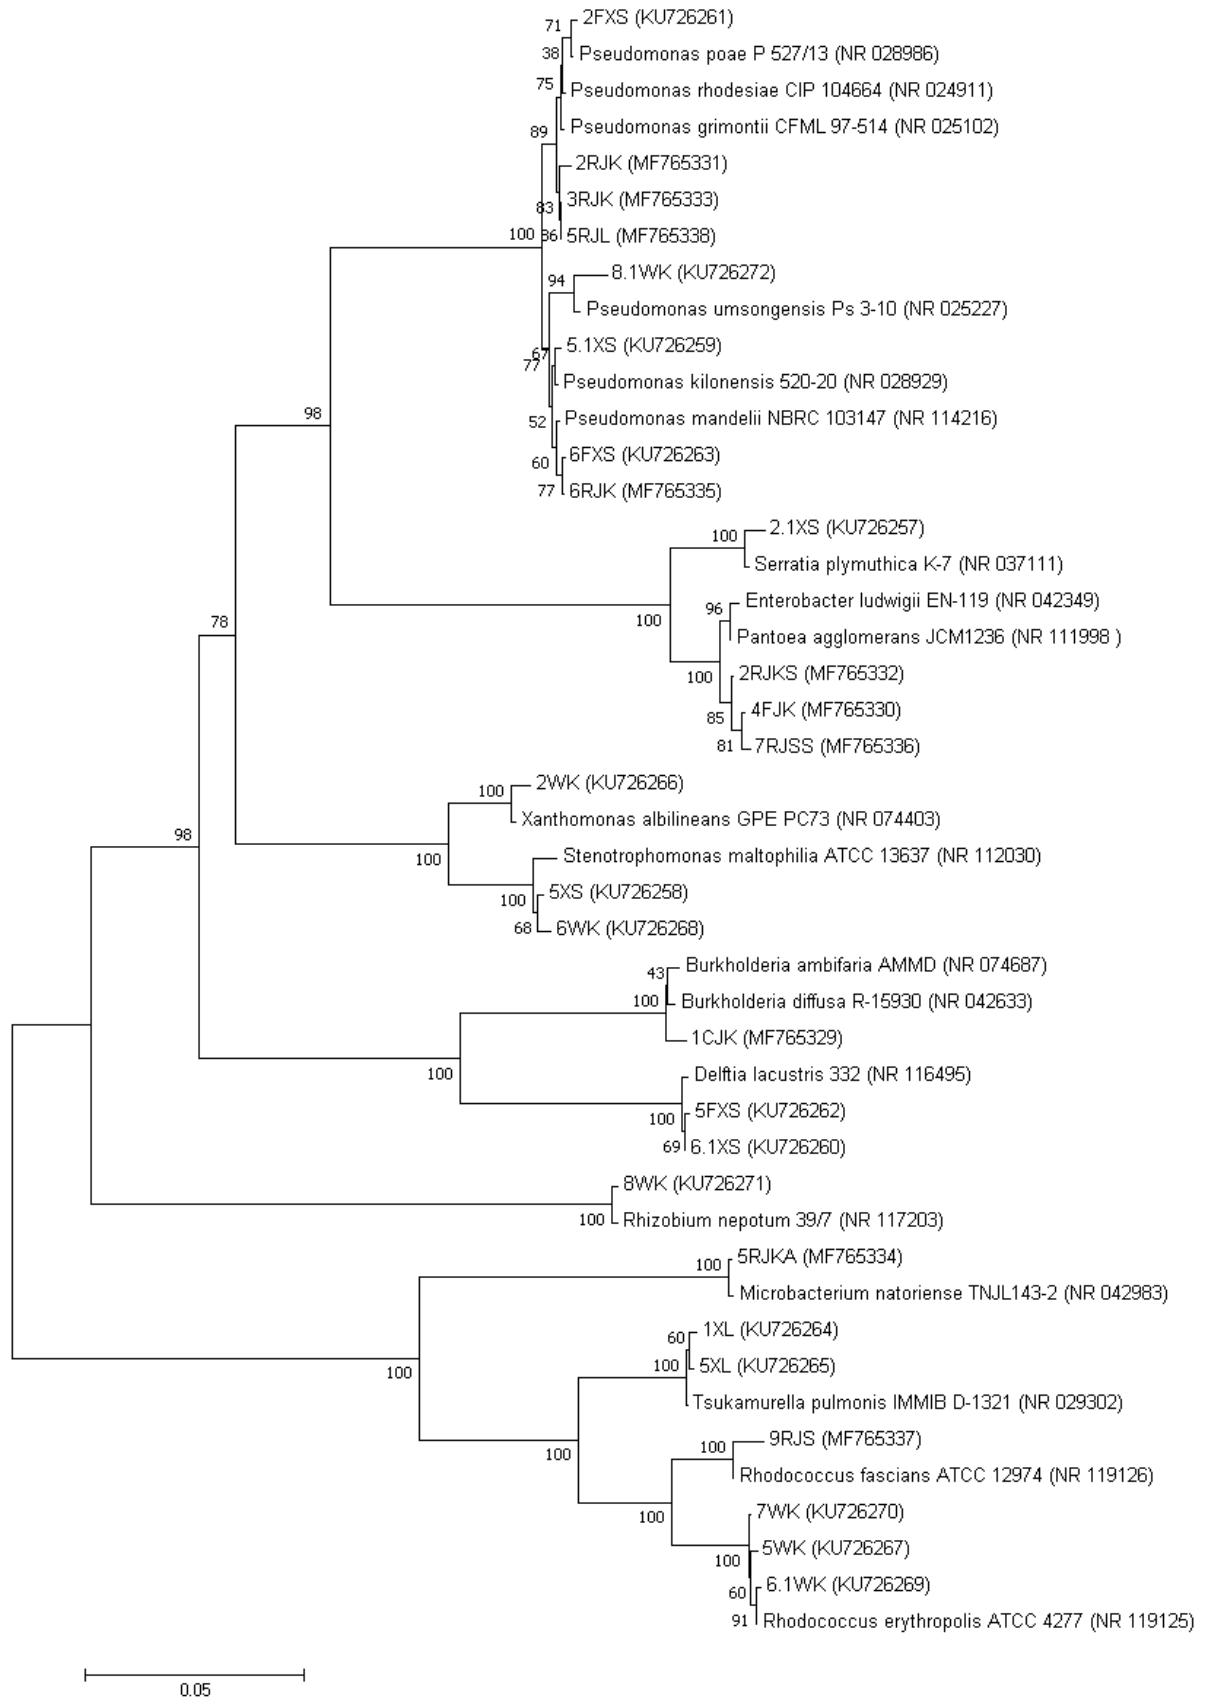 71
2FXS (KU726261)
38
Pseudomonas poae P 527/13 (NR 028986)
75
Pseudomonas rhodesiae CIP 104664 (NR 024911)
Pseudomonas grimontii CFML 97-514 (NR 025102)
89
2RJK (MF765331)
3RJK (MF765333)
83
100
86
5RJL (MF765338)
8.1WK (KU726272)
94
Pseudomonas umsongensis Ps 3-10 (NR 025227)
5.1XS (KU726259)
67
77
Pseudomonas kilonensis 520-20 (NR 028929)
98
Pseudomonas mandelii NBRC 103147 (NR 114216)
52
6FXS (KU726263)
60
77
6RJK (MF765335)
2.1XS (KU726257)
100
Serratia plymuthica K-7 (NR 037111)
Enterobacter ludwigii EN-119 (NR 042349)
96
100
78
Pantoea agglomerans JCM1236 (NR 111998 )
100
2RJKS (MF765332)
4FJK (MF765330)
85
81
7RJSS (MF765336)
2WK (KU726266)
100
Xanthomonas albilineans GPE PC73 (NR 074403)
98
100
Stenotrophomonas maltophilia ATCC 13637 (NR 112030)
5XS (KU726258)
100
68
6WK (KU726268)
Burkholderia ambifaria AMMD (NR 074687)
43
100
Burkholderia diffusa R-15930 (NR 042633)
1CJK (MF765329)
100
Delftia lacustris 332 (NR 116495)
5FXS (KU726262)
100
69
6.1XS (KU726260)
8WK (KU726271)
100
Rhizobium nepotum 39/7 (NR 117203)
5RJKA (MF765334)
100
Microbacterium natoriense TNJL143-2 (NR 042983)
1XL (KU726264)
60
100
5XL (KU726265)
100
Tsukamurella pulmonis IMMIB D-1321 (NR 029302)
9RJS (MF765337)
100
100
Rhodococcus fascians ATCC 12974 (NR 119126)
7WK (KU726270)
100
5WK (KU726267)
100
6.1WK (KU726269)
60
91
Rhodococcus erythropolis ATCC 4277 (NR 119125)
0.05